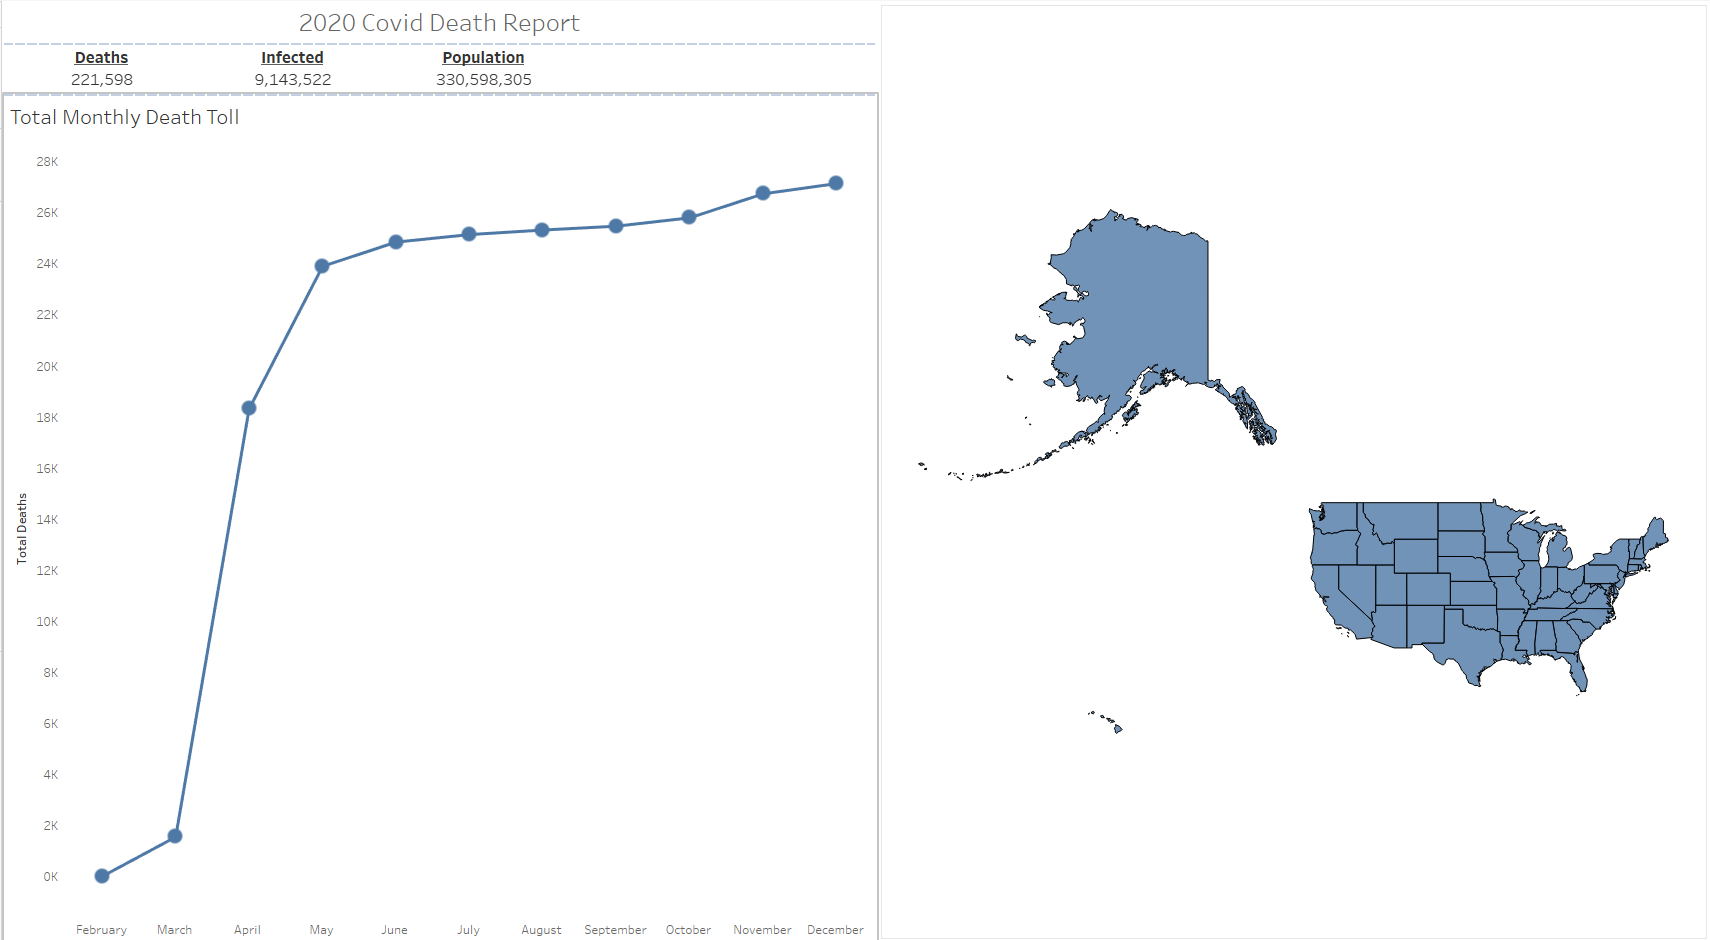 2020 Covid Death Report
Deaths Infected Population
221,598 9,143,522 330,598,305
Total Monthly Death Toll
28K
26K
24K
22K
20K
18K
16K
14K
12K
10K
8K
6K
4K
2K
0K
Total Deaths
February March April May June July August September October November December